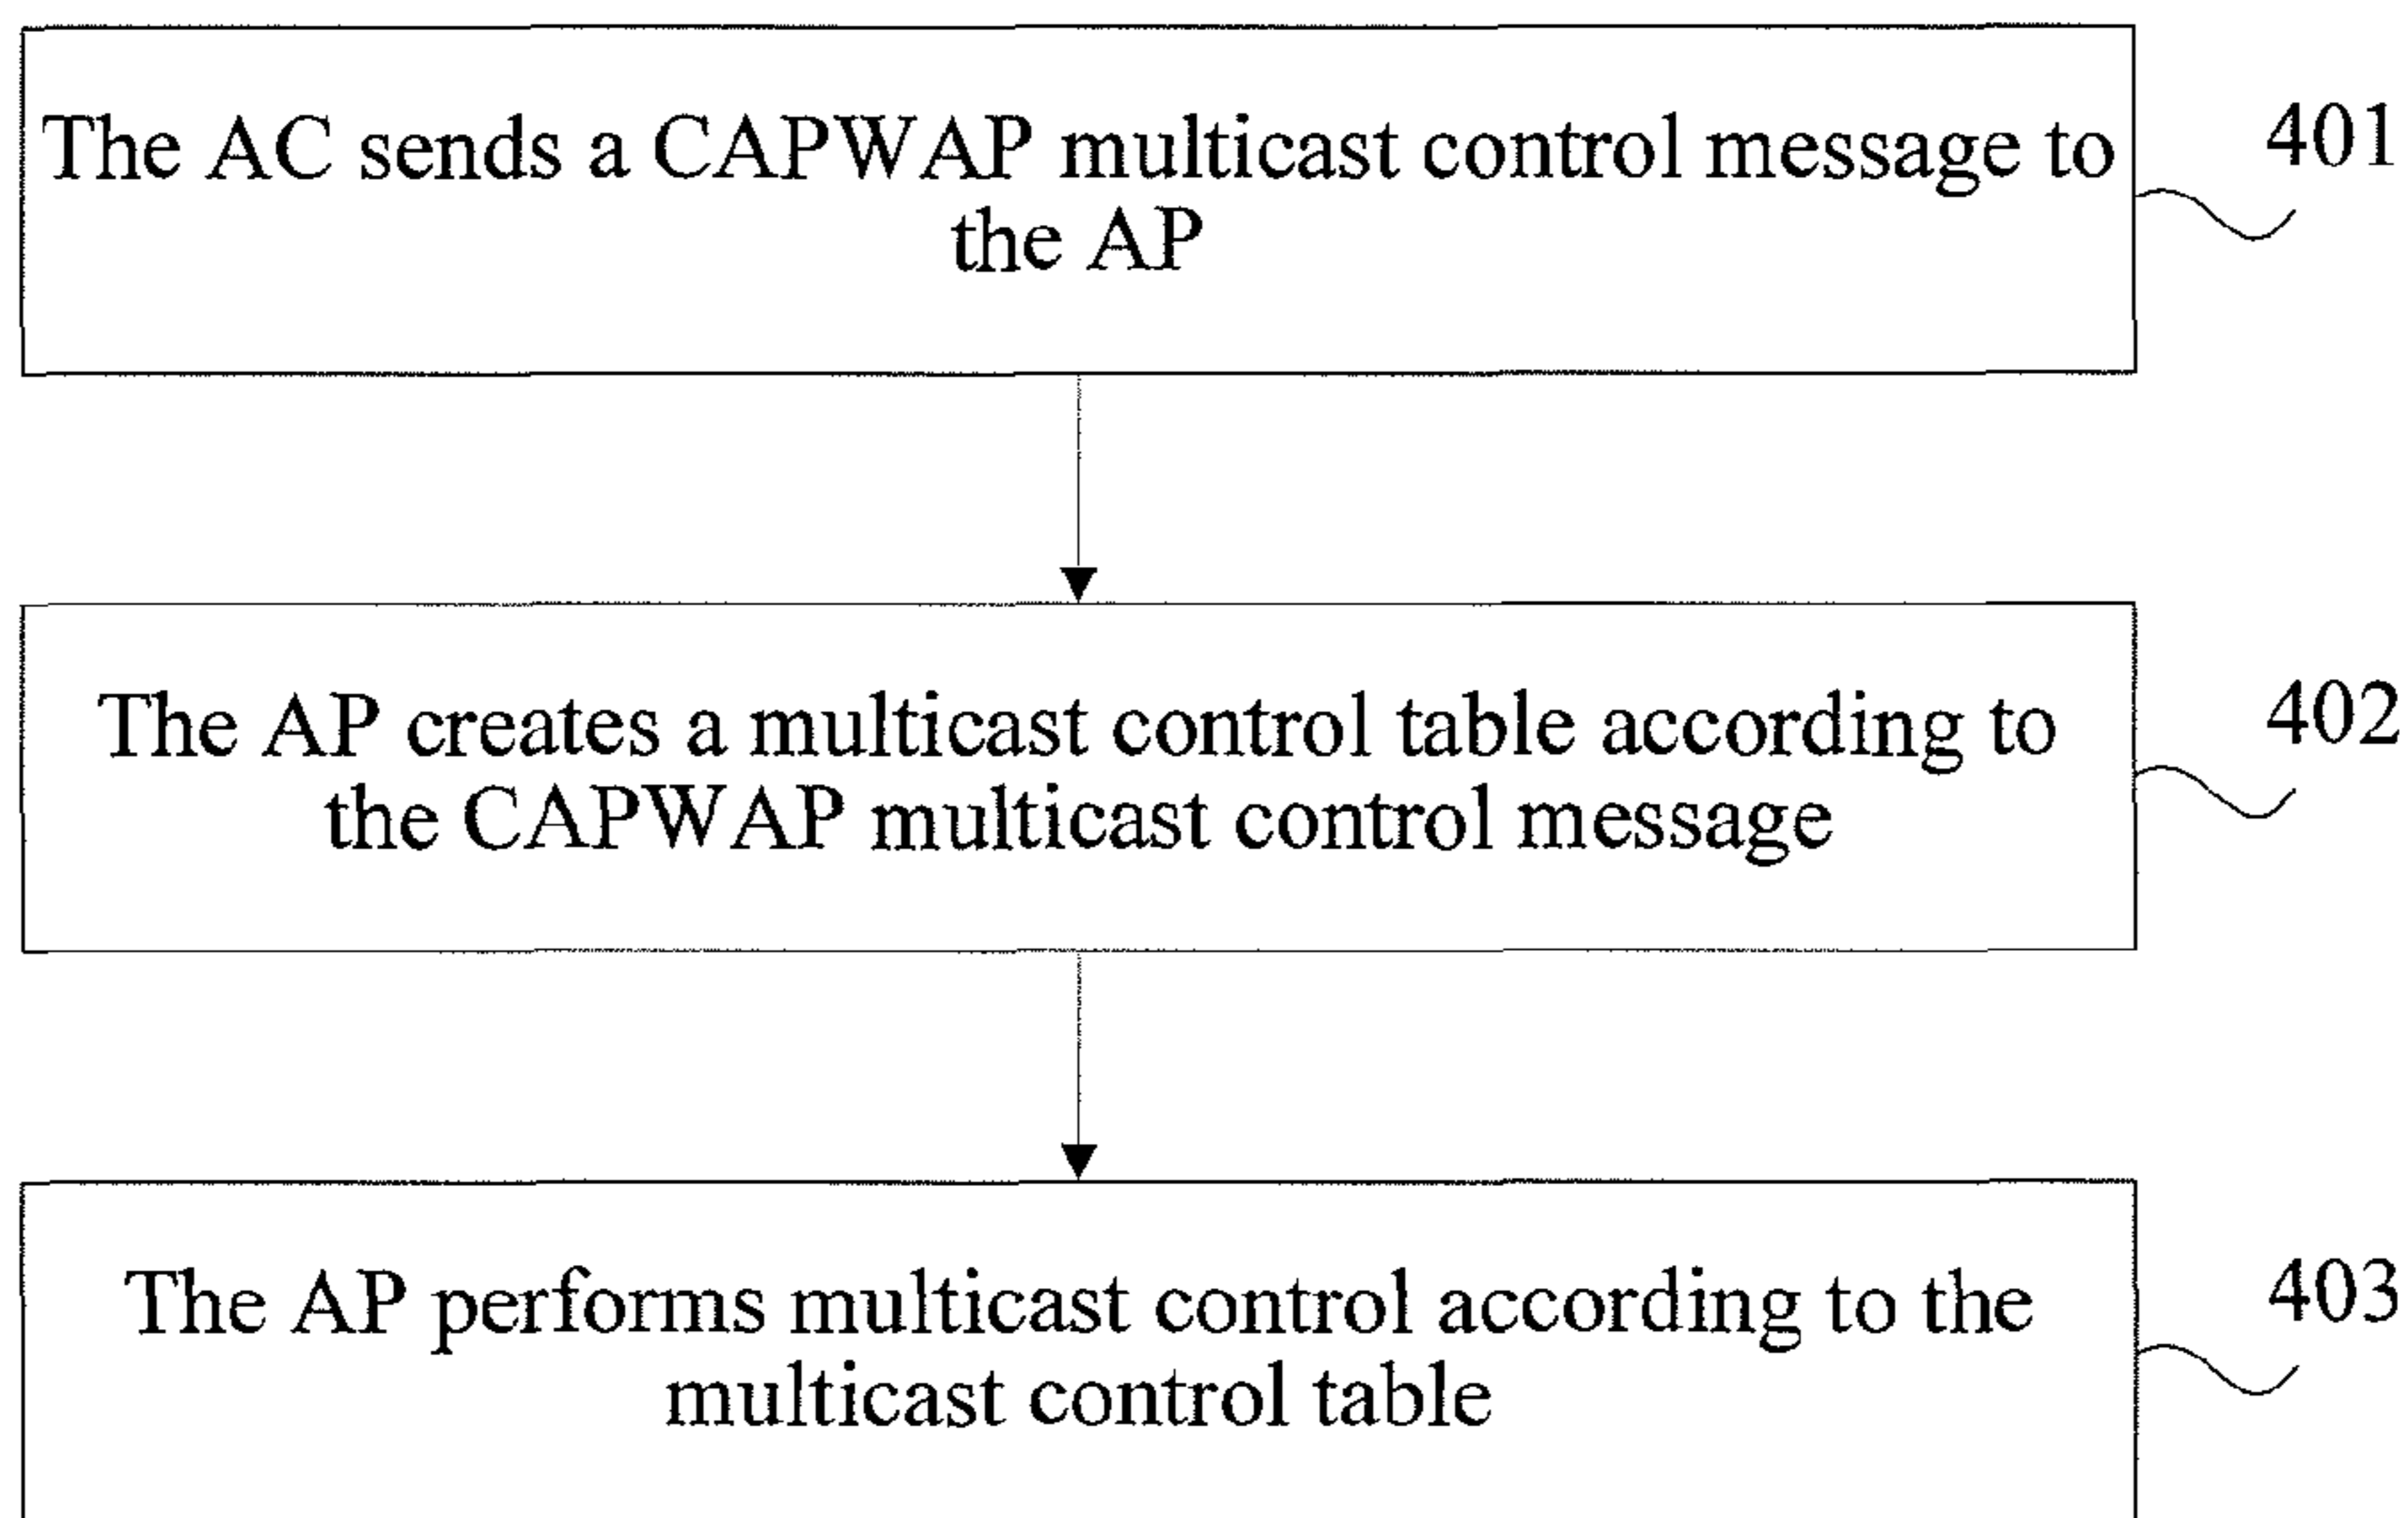 The AC sends a CAPWAP multicast control message to
the AP
401
The AP creates a multicast control table according to
the CAPWAP multicast control message
402
The AP performs multicast control according to the
multicast control table
403